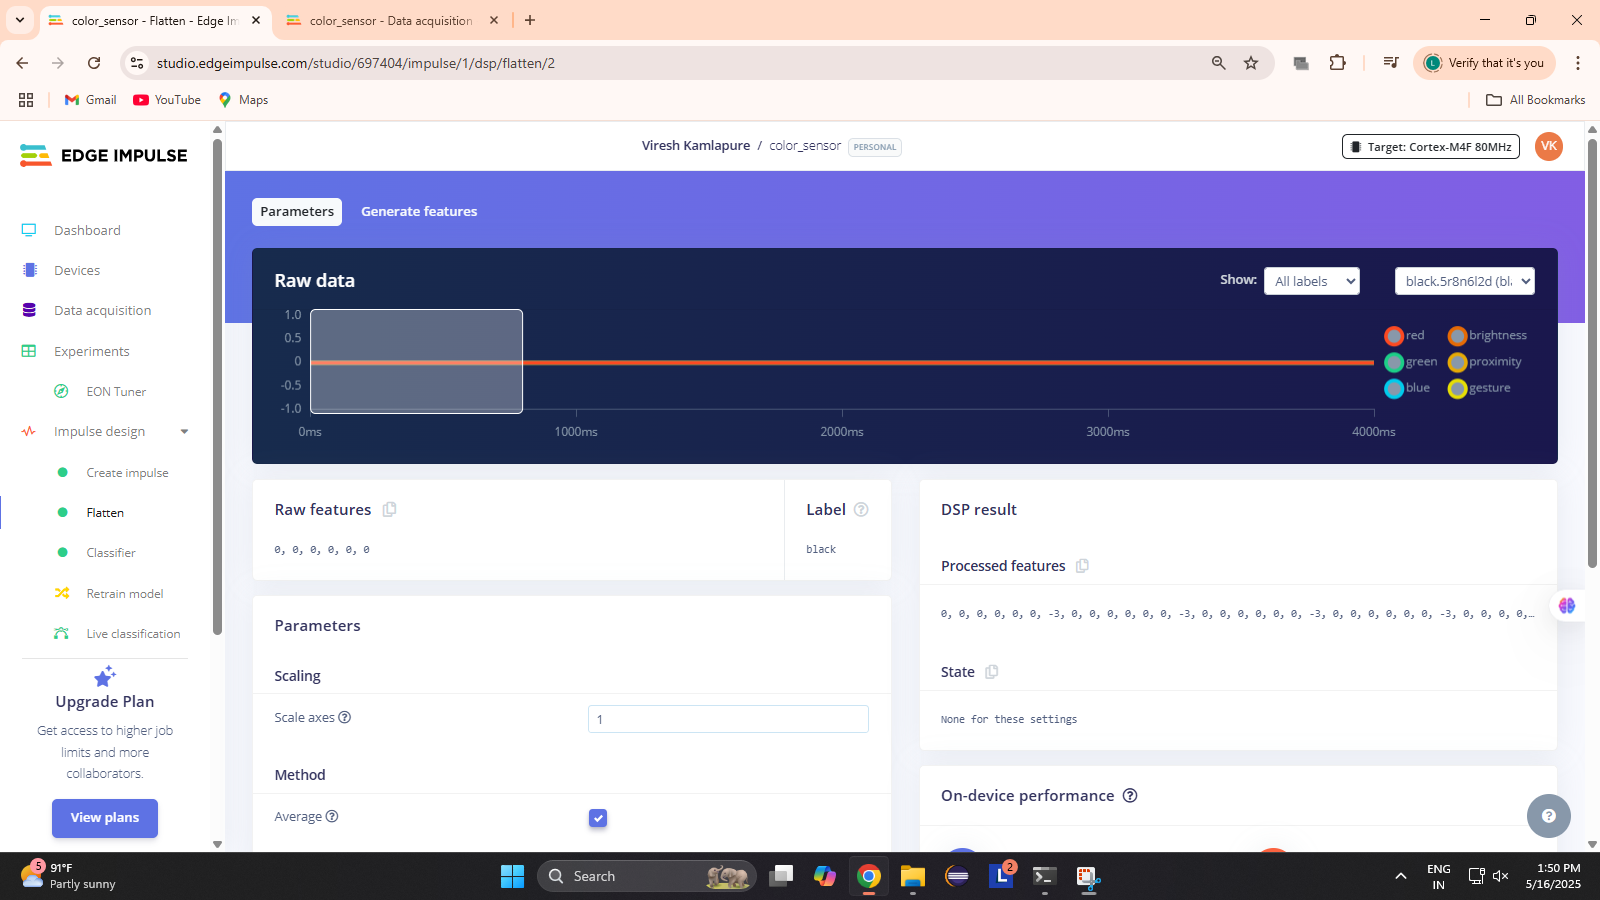 color_sensor - Flatten - Edge Im
color_sensor - Data acquisition
studio.edgeimpulse.com/studio/697404/impulse/1/dsp/flatten/2
L
Verify that it's you
Gmail
YouTube
Maps
All Bookmarks
EDGE IMPULSE
Viresh Kamlapure / color_sensor PERSONAL
Target: Cortex-M4F 80MHz
VK
Dashboard
Devices
Data acquisition
Experiments
EON Tuner
Impulse design
Create impulse
Flatten
Classifier
Retrain model
Live classification
Upgrade Plan
Get access to higher job
limits and more
collaborators.
View plans
Parameters
Generate features
Raw data
Show:
All labels
black.5r8n6l2d (bla
1.0
0.5
0
-0.5
-1.0
0ms
1000ms
2000ms
3000ms
4000ms
red
brightness
green
proximity
blue
gesture
Raw features
0, 0, 0, 0, 0, 0
Label ?
black
Parameters
Scaling
Scale axes ?
1
Method
Average ?
DSP result
Processed features
0, 0, 0, 0, 0, 0, -3, 0, 0, 0, 0, 0, 0, -3, 0, 0, 0, 0, 0, 0, -3, 0, 0, 0, 0, 0, 0, -3, 0, 0, 0, 0,…
State
None for these settings
On-device performance ?
?
5
91°F
Partly sunny
Search
L
2
ENG
IN
1:50 PM
5/16/2025